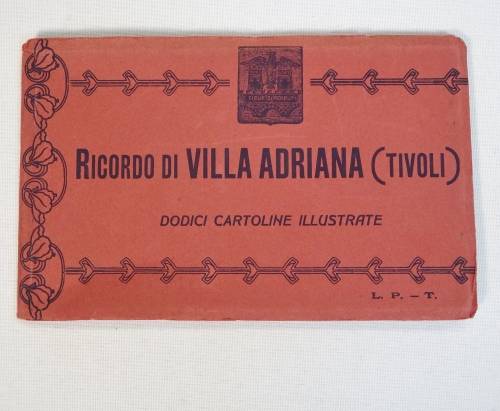 RICORDO DI VILLA ADRIANA (TIVOLI)
DODICI CARTOLINE ILLUSTRATE
L. P. – T.